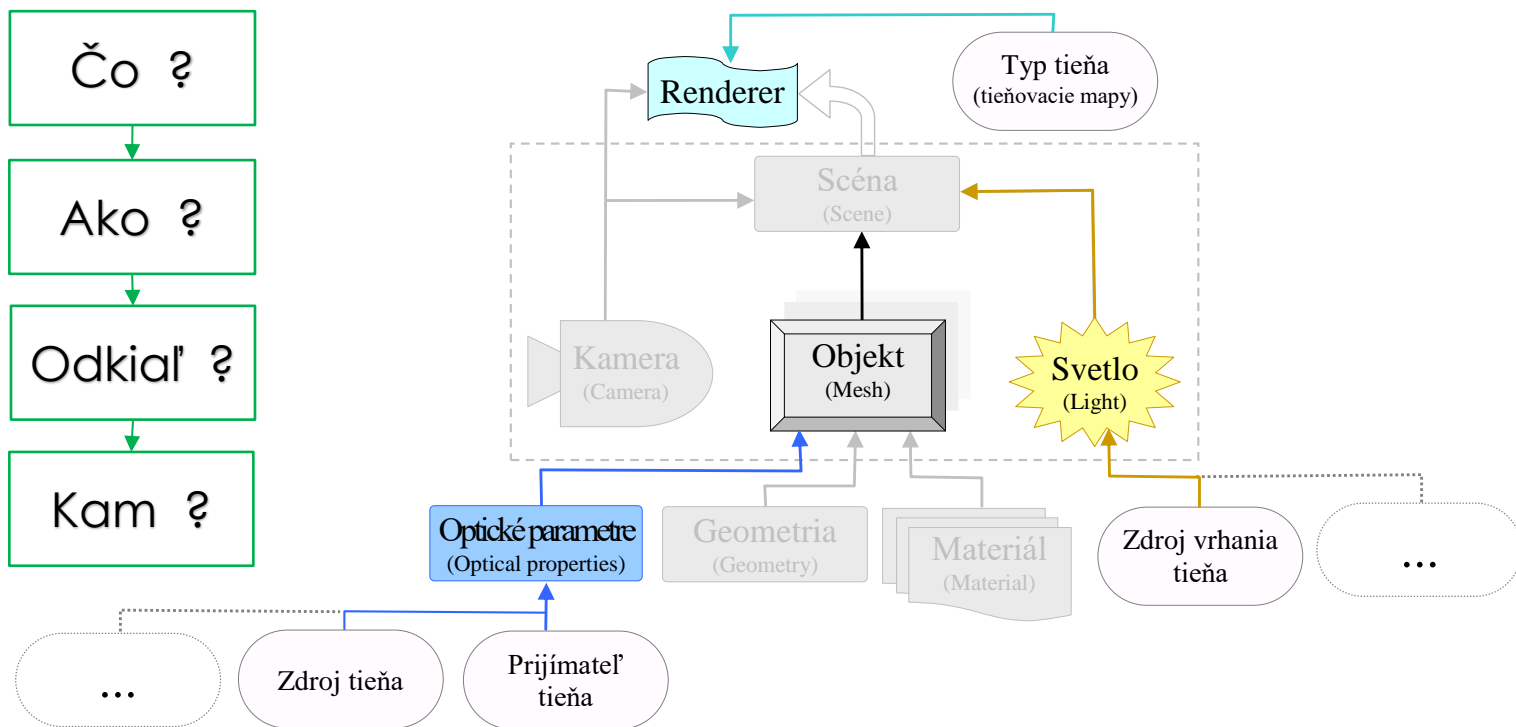 Čo ?
Ako ?
Odkiaľ ?
Kam ?
Renderer
Typ tieňa
(tieňovacie mapy)
Scéna
(Scene)
Kamera
(Camera)
Objekt
(Mesh)
Svetlo
(Light)
Optické parametre
(Optical properties)
Geometria
(Geometry)
Materiál
(Material)
Zdroj vrhania
tieňa
...
...
Zdroj tieňa
Prijímateľ
tieňa